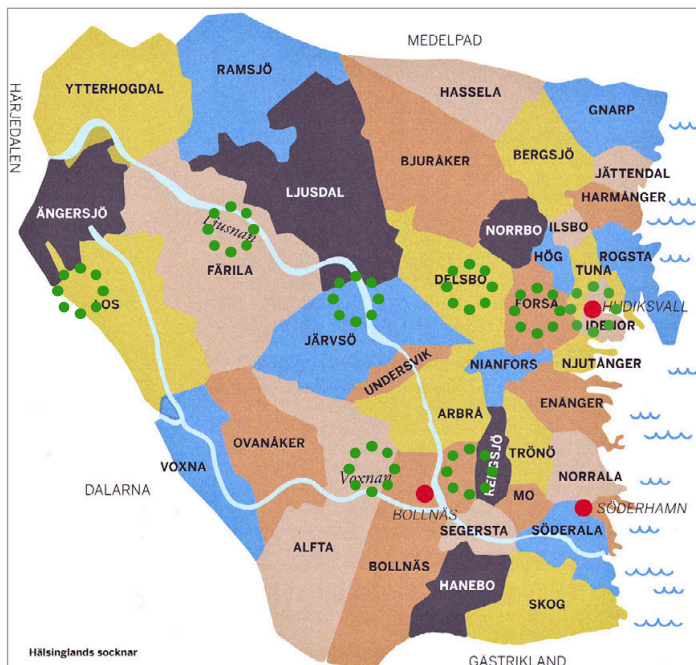 MEDELPAD
HÄRJEDALEN
YTTERHOGDAL
RAMSJÖ
HASSELA
GNARP
BJURÅKER
BERGSJÖ
JÄTTENDAL
HARMÅNGER
LJUSDAL
ÄNGERSJÖ
Ljusnan
NORRBO
ILSBO
HÖG
TUNA
ROGSTA
FÄRILA
DELSBO
LOS
FORSA
HUDIKSVALL
IDENOR
JÄRVSÖ
UNDERSVIK
NIANFORS
NJUTÅNGER
ENÅNGER
ARBRÅ
OVANÅKER
TRÖNÖ
VOXNA
Voxnan
RENGSJÖ
NORRALA
DALARNA
MO
BOLLNÄS
SÖDERHAMN
SEGERSTA
SÖDERALA
ALFTA
BOLLNÄS
HANEBO
SKOG
Hälsinglands socknar
GÄSTRIKLAND